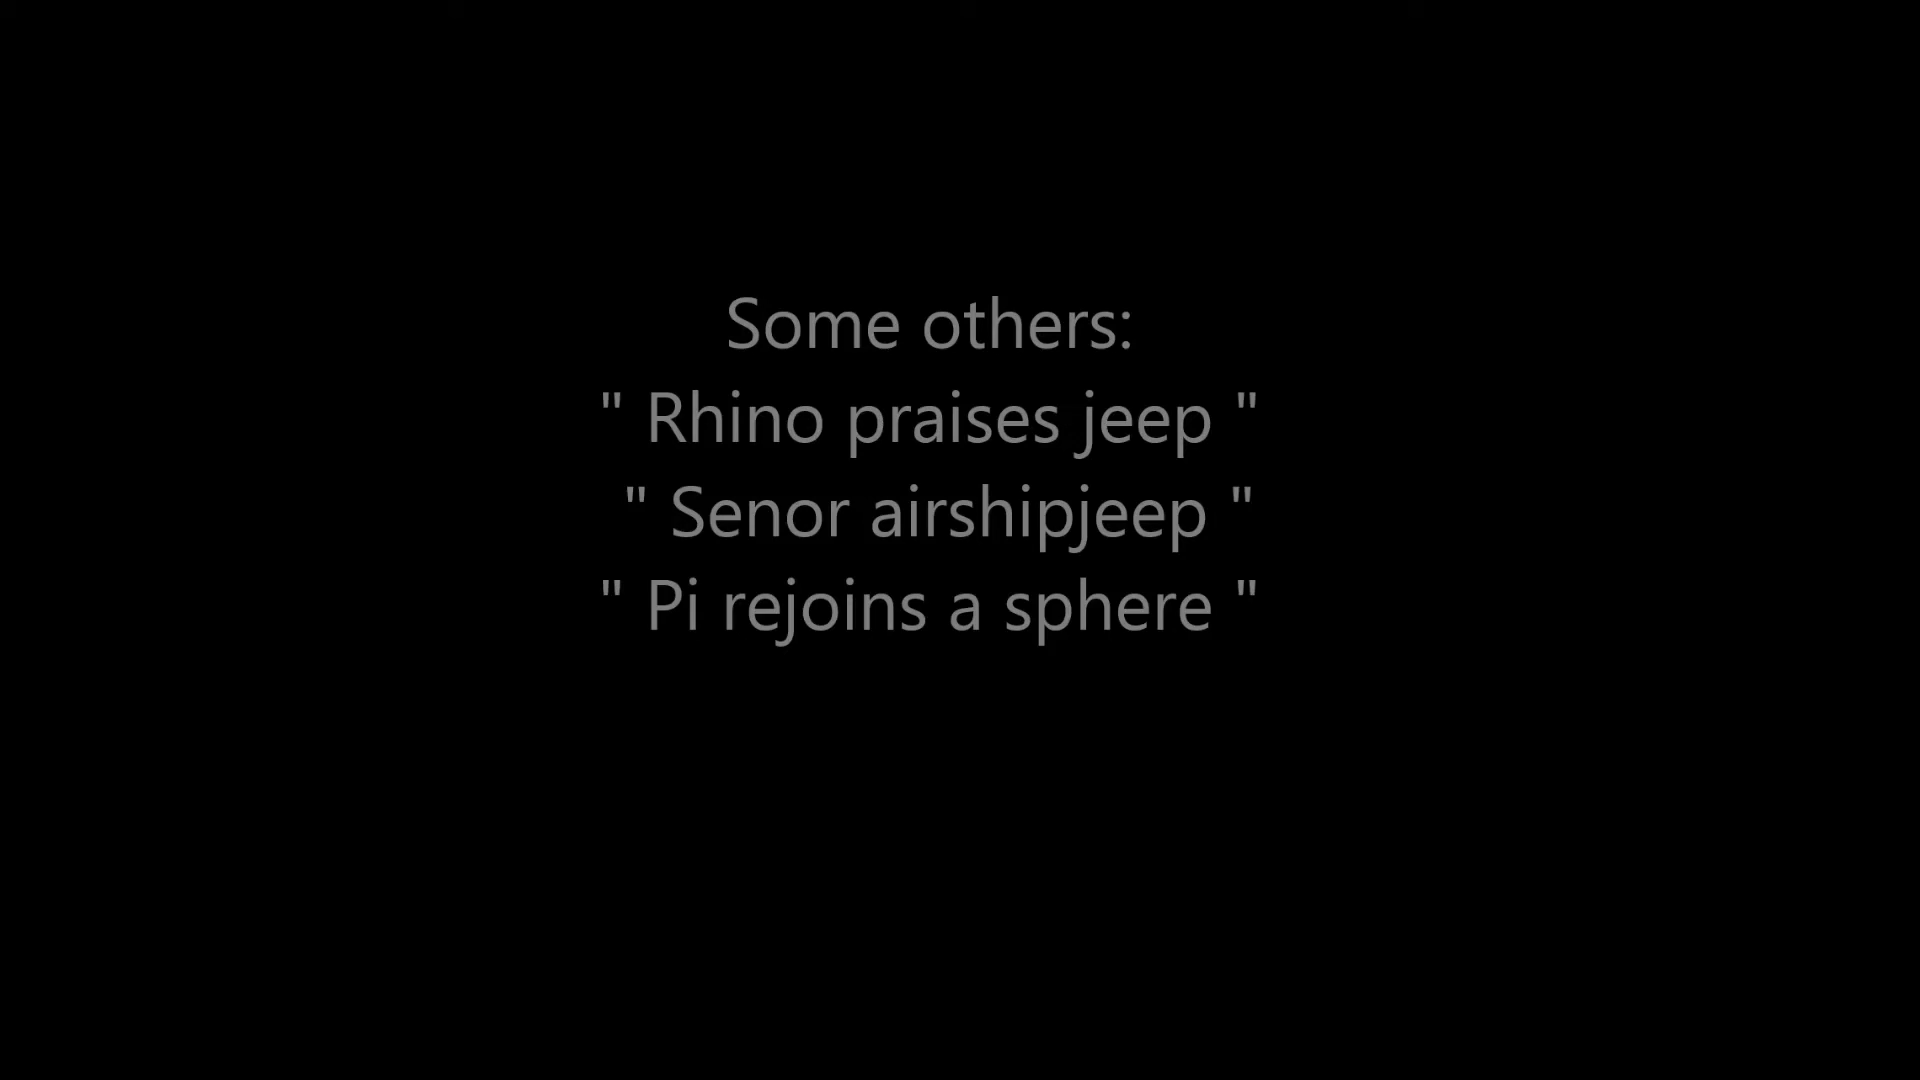 Some others:
" Rhino praises jeep "
" Senor airshipjeep "
" Pi rejoins a sphere "